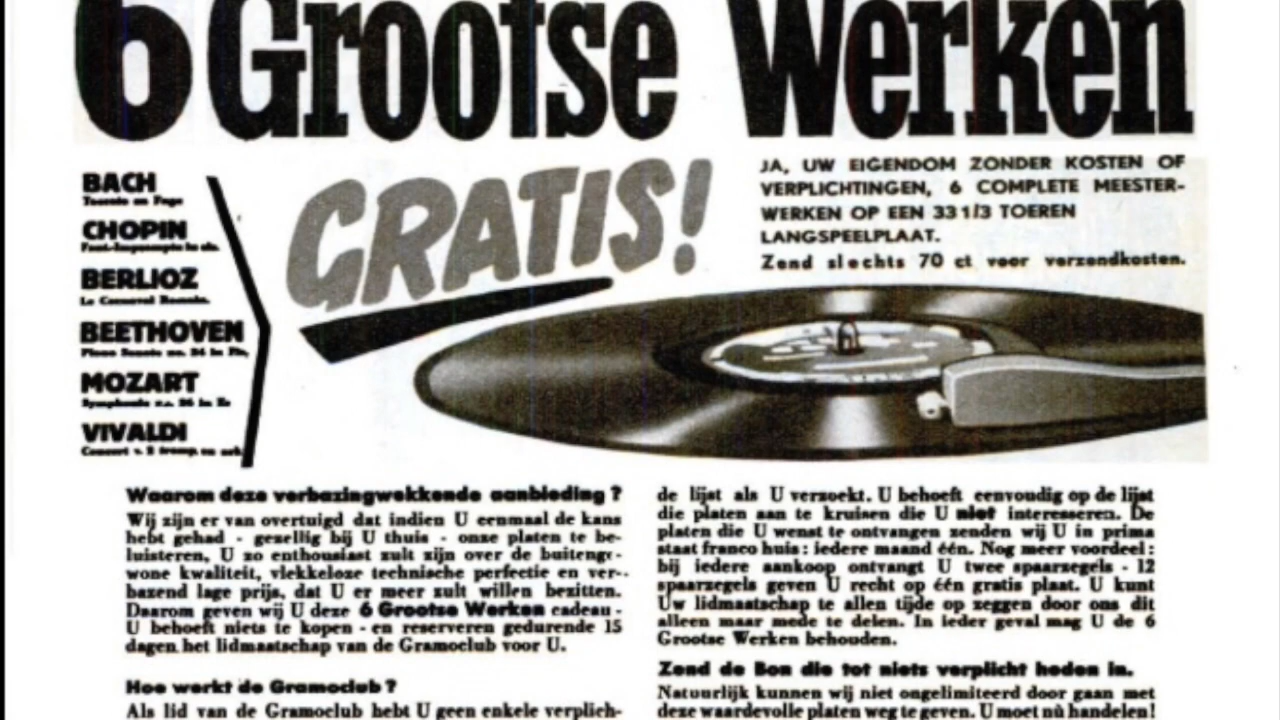 6 Grootse Werken
BACH
Toccata en Fuga
CHOPIN
BERLIOZ
Le Carnaval Romain.
BEETHOVEN
MOZART
VIVALDI
GRATIS!
JA, UW EIGENDOM ZONDER KOSTEN OF
VERPLICHTINGEN, 6 COMPLETE MEESTER-
WERKEN OP EEN 33 1/3 TOEREN
LANGSPEELPLAAT.
Zend slechts 70 ct voor verzendkosten.
Waarom deze verbazingwekkende aanbieding ?
Wij zijn er van overtuigd dat indien U eenmaal de kans
hebt gehad - gezellig bij U thuis - onze platen te be-
luisteren, U zo enthousiast zult zijn over de buitenge-
wone kwaliteit, vlekkeloze technische perfectie en ver-
bazend lage prijs, dat U er meer zult willen bezitten.
Daarom geven wij U deze 6 Grootse Werken cadeau -
U behoeft niets te kopen - en reserveren gedurende 15
dagen het lidmaatschap van de Gramoclub voor U.
Hoe werkt de Gramoclub ?
Als lid van de Gramoclub hebt U geen enkele verplich-
de lijst als U verzoekt. U behoeft eenvoudig op de lijst
die platen aan te kruisen die U niet interesseren. De
platen die U wenst te ontvangen zenden wij U in prima
staat franco huis : iedere maand één. Nog meer voordeel :
bij iedere aankoop ontvangt U twee spaarzegels - 12
spaarzegels geven U recht op één gratis plaat. U kunt
Uw lidmaatschap te allen tijde op zeggen door ons dit
alleen maar mede te delen. In ieder geval mag U de 6
Grootse Werken behouden.
Zend de Bon die tot niets verplicht heden in.
Natuurlijk kunnen wij niet ongelimiteerd door gaan met
deze waardevolle platen weg te geven. U moet nù handelen!